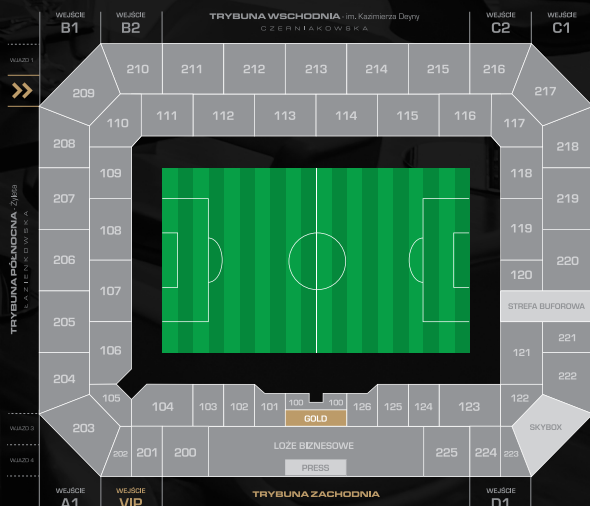 WEJŚCIE
B1
WEJŚCIE
B2
TRYBUNA WSCHODNIA - im. Kazimierza Deyny
CZERNIAKOWSKA
WEJŚCIE
C2
WEJŚCIE
C1
WJAZD 1
210
211
212
213
214
215
216
209
217
110
111
112
113
114
115
116
117
208
218
109
118
207
219
108
119
206
220
120
107
STREFA BUFOROWA
205
221
106
121
222
204
105
104
103
102
101
100
100
126
125
124
123
122
GOLD
203
SKYBOX
202
201
200
LOŻE BIZNESOWE
PRESS
225
224
223
TRYBUNA PÓŁNOCNA - Żyleta
ŁAZIENKOWSKA
WJAZD 3
WJAZD 4
WEJŚCIE
A1
WEJŚCIE
VIP
TRYBUNA ZACHODNIA
WEJŚCIE
D1